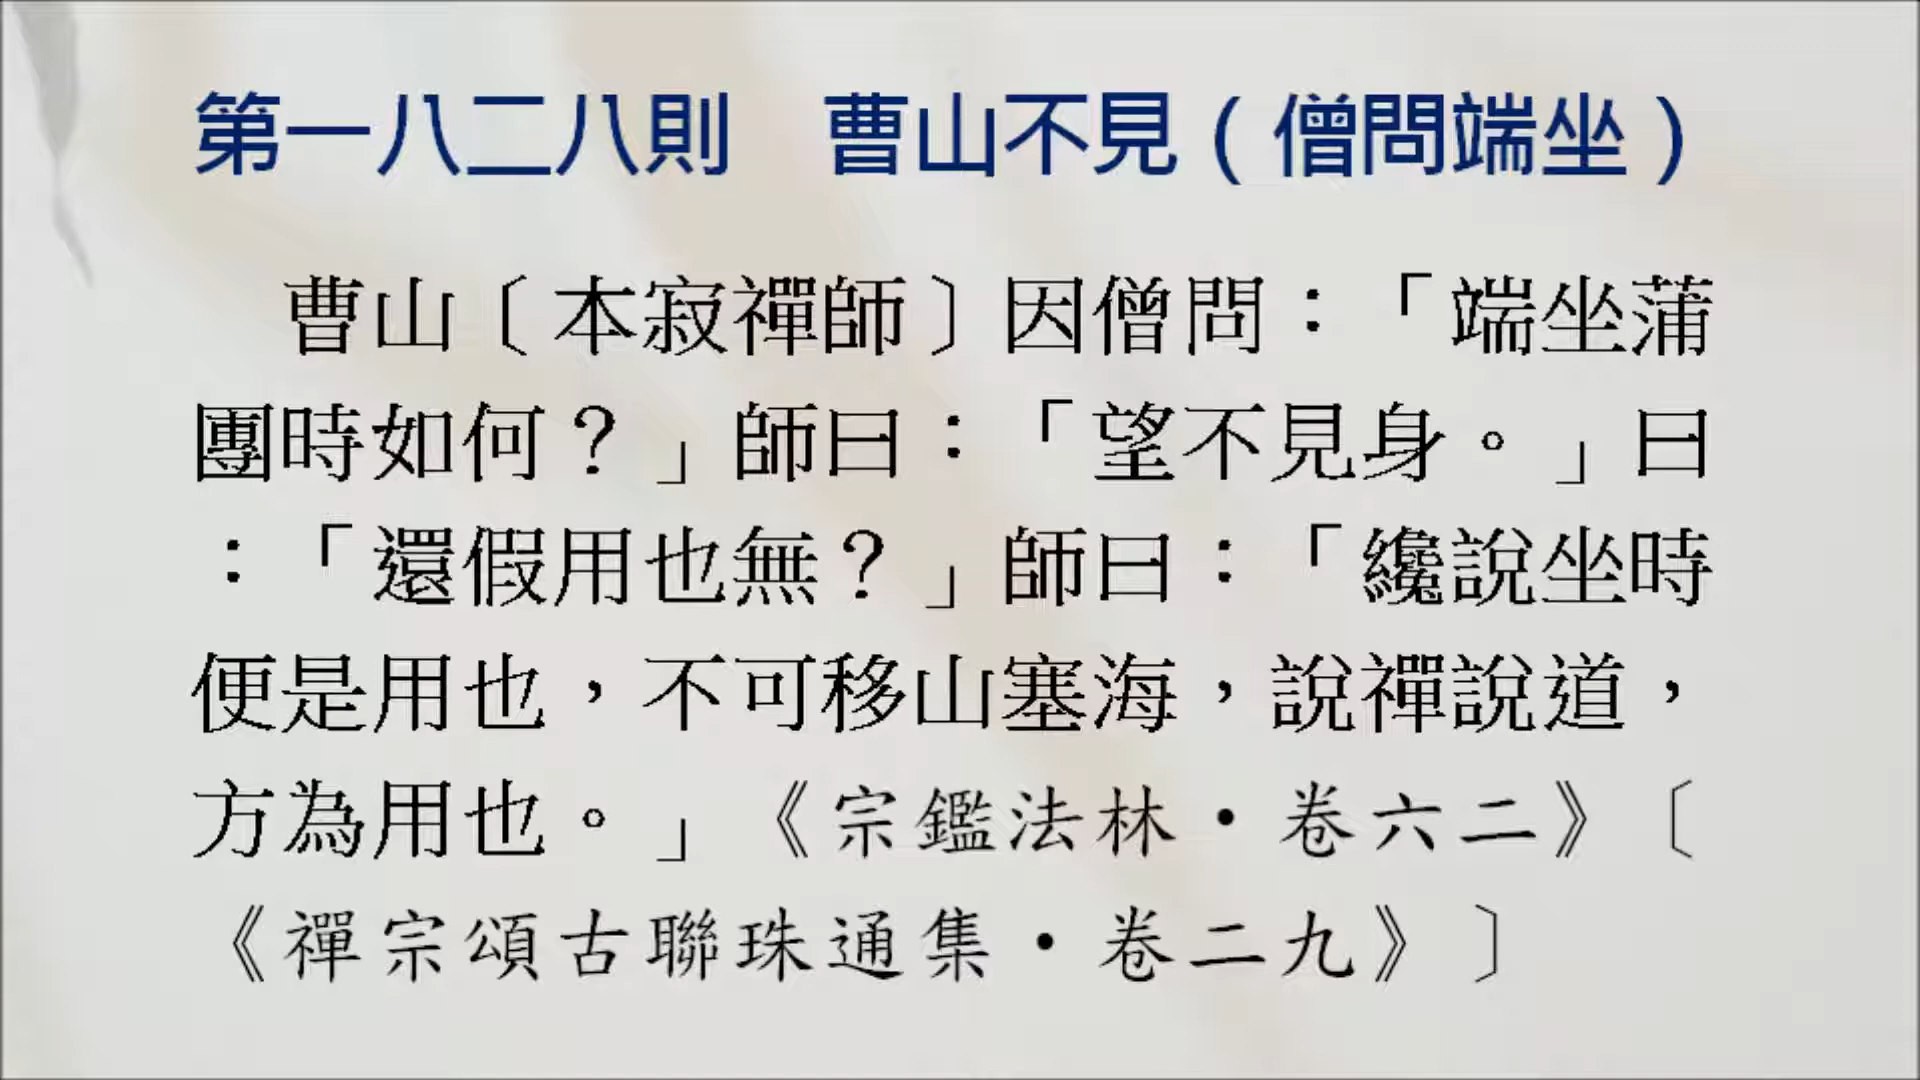 第一八二八則　曹山不見（僧問端坐）
曹山〔本寂禪師〕因僧問：「端坐蒲
團時如何？」師曰：「望不見身。」曰
：「還假用也無？」師曰：「纔說坐時
便是用也，不可移山塞海，說禪說道，
方為用也。」《宗鑑法林・卷六二》〔
《禪宗頌古聯珠通集・卷二九》〕